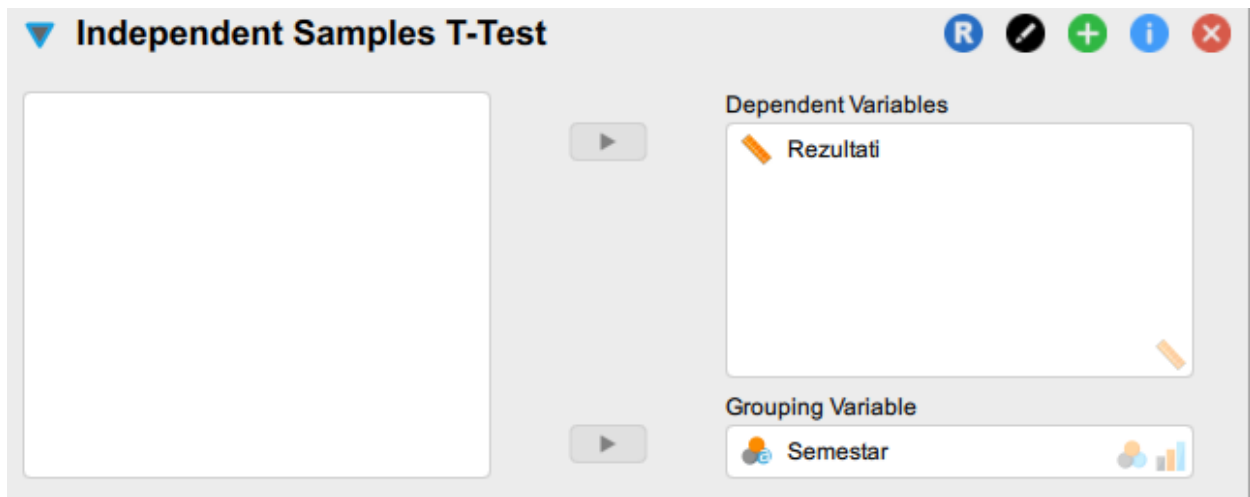 Independent Samples T-Test
R
i
Dependent Variables
Rezultati
Grouping Variable
a Semestar